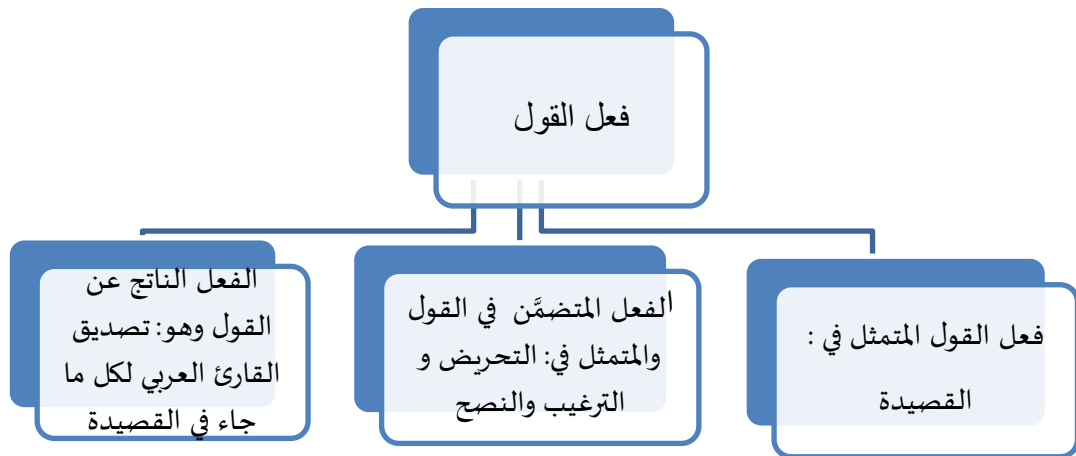 فعل القول
فعل القول المتمثل في :
القصيدة
الفعل المتضمَّن في القول
والمتمثل في: التحريض و
الترغيب والنصح
الفعل الناتج عن
القول وهو: تصديق
القارئ العربي لكل ما
جاء في القصيدة